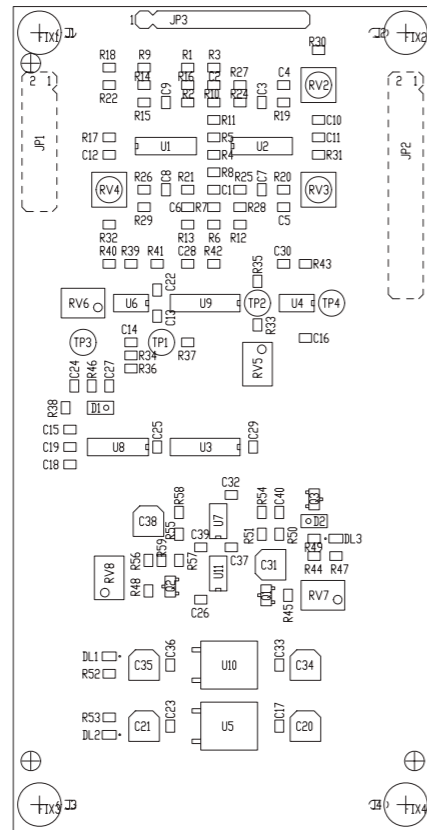 1 JP3
FIX1 J1 J2 FIX2
R30
R18 R9 R1 R3
R14 R16 C2 R27 C4
RV2
2 1
R22 C9 R2 R10 R24 C3
R15 R19
2 1
R11 C10
JP1
R17 R5 C11
U1 U2
JP2
C12 R4 R31
R8
R26 C8 R21 C1 R25 C7 R20
RV4 RV3
R29 C6 R7 R28 C5
R32 R13 R6 R12
R40 R39 R41 C28 R42 C30 R43
R35
C22
RV6 U6 U9 TP2 U4 TP4
C13
R33
C14 C16
TP3 TP1 R37
R34
R36 RV5
C24 R46 C27
R38 D1
C15
C19 U8 C25 U3 C29
C18
C32
R58 R54 C40 Q3
C38 U7 D2
R55 R51 R50
DL3
C39 C37 R49
R56 R59 R57 R44 R47
RV8 U11 C31
R48 Q2 Q1 R45 RV7
C26
C36 C33
DL1
C35 U10 C34
R52
C23 C17
R53
C21 U5 C20
DL2
FIX3 J3 J4 FIX4